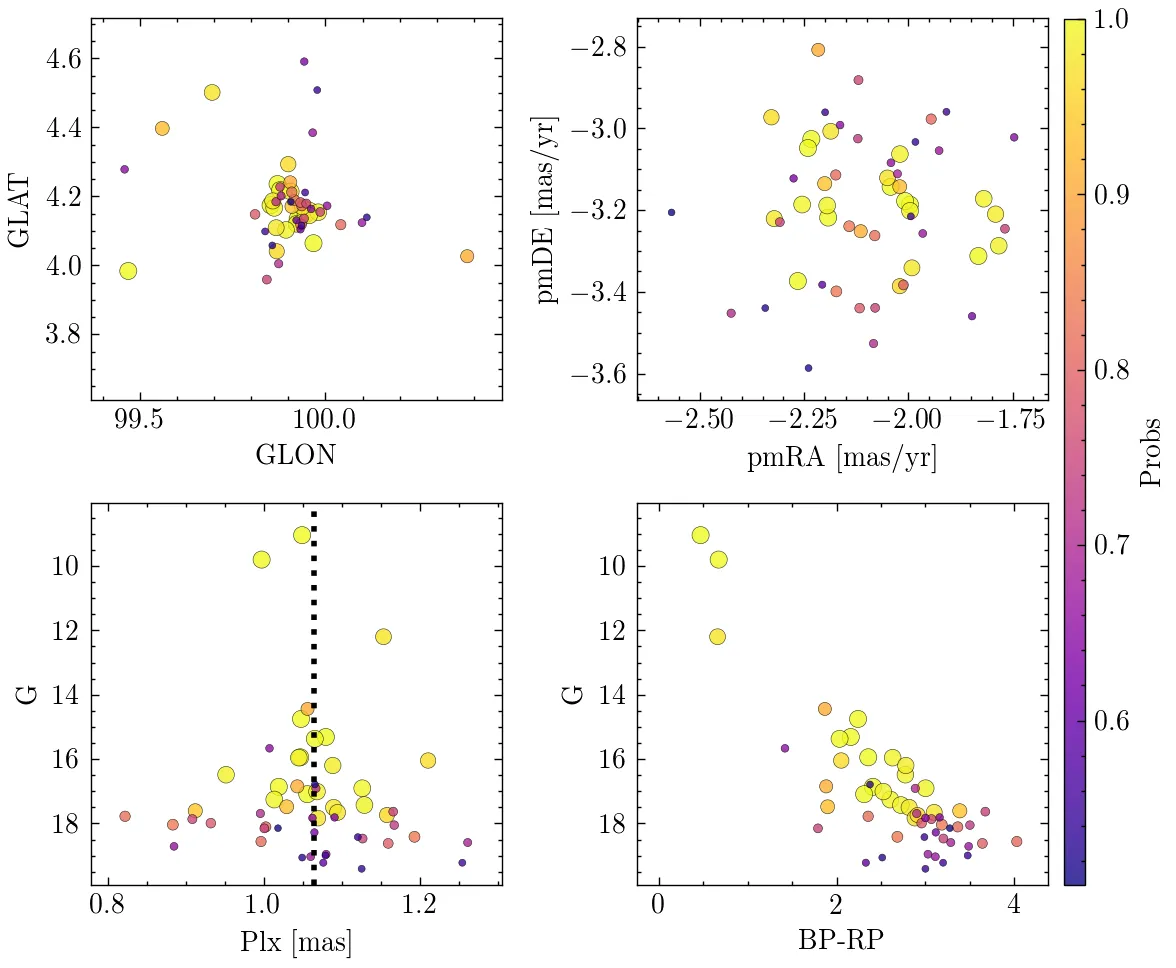 4.6
4.4
4.2
4.0
3.8
GLAT
99.5 100.0
GLON
−2.8
−3.0
−3.2
−3.4
−3.6
pmDE [mas/yr]
−2.50 −2.25 −2.00 −1.75
pmRA [mas/yr]
1.0
0.9
0.8
0.7
0.6
Probs
10
12
14
16
18
G
0.8 1.0 1.2
Plx [mas]
10
12
14
16
18
G
0 2 4
BP-RP